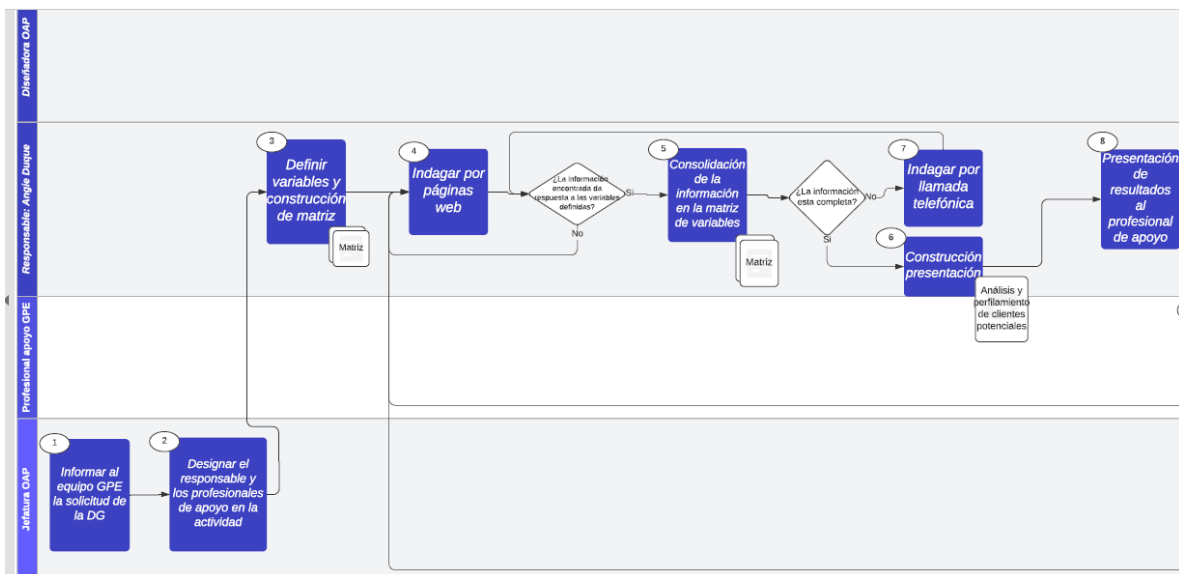 Diseñadora OAP
Responsable: Angie Duque
Profesional apoyo GPE
Jefatura OAP
1
Informar al
equipo GPE
la solicitud de
la DG
2
Designar el
responsable y
los profesionales
de apoyo en la
actividad
3
Definir
variables y
construcción
de matriz
Matriz
4
Indagar por
páginas
web
¿La información
encontrada da
respuesta a las variables
definidas?
Si
No
5
Consolidación
de la
información
en la matriz
de variables
Matriz
¿La información
esta completa?
No
Si
7
Indagar por
llamada
telefónica
6
Construcción
presentación
Análisis y
perfilamiento
de clientes
potenciales
8
Presentación
de
resultados
al
profesional
de apoyo